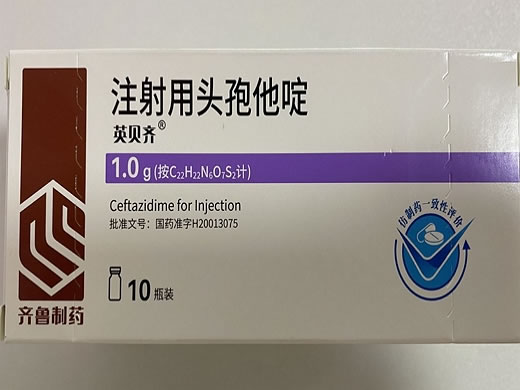 注射用头孢他啶
英贝齐®
1.0 g (按C₂₂H₂₂N₆O₇S₂计)
Ceftazidime for Injection
批准文号：国药准字H20013075
仿制药一致性评价
10 瓶装
齐鲁制药